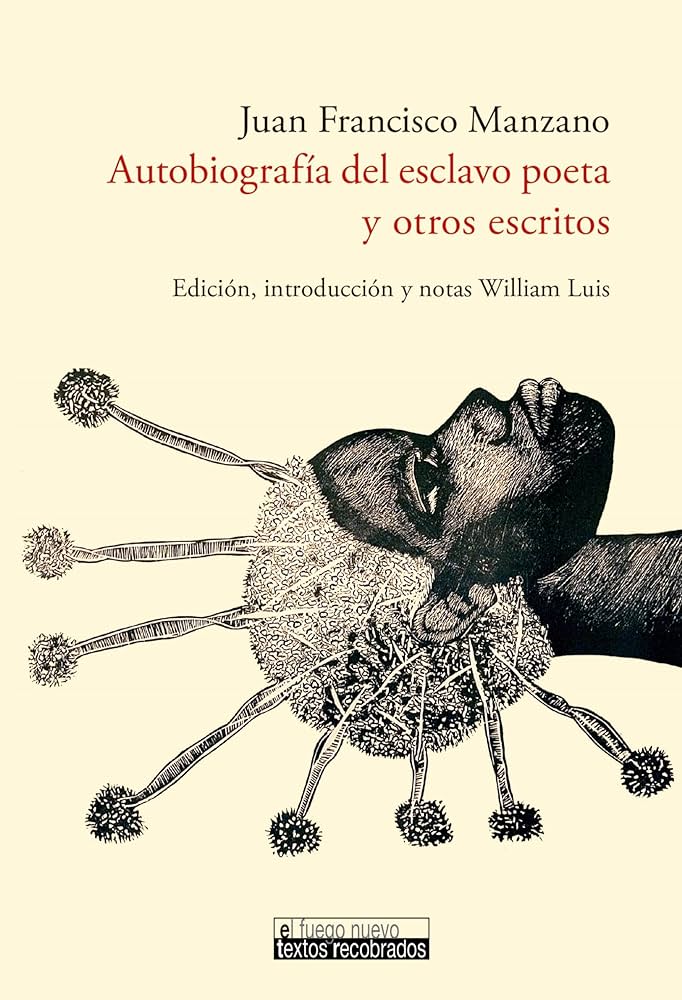 Juan Francisco Manzano
Autobiografía del esclavo poeta
y otros escritos
Edición, introducción y notas William Luis
el fuego nuevo
textos recobrados